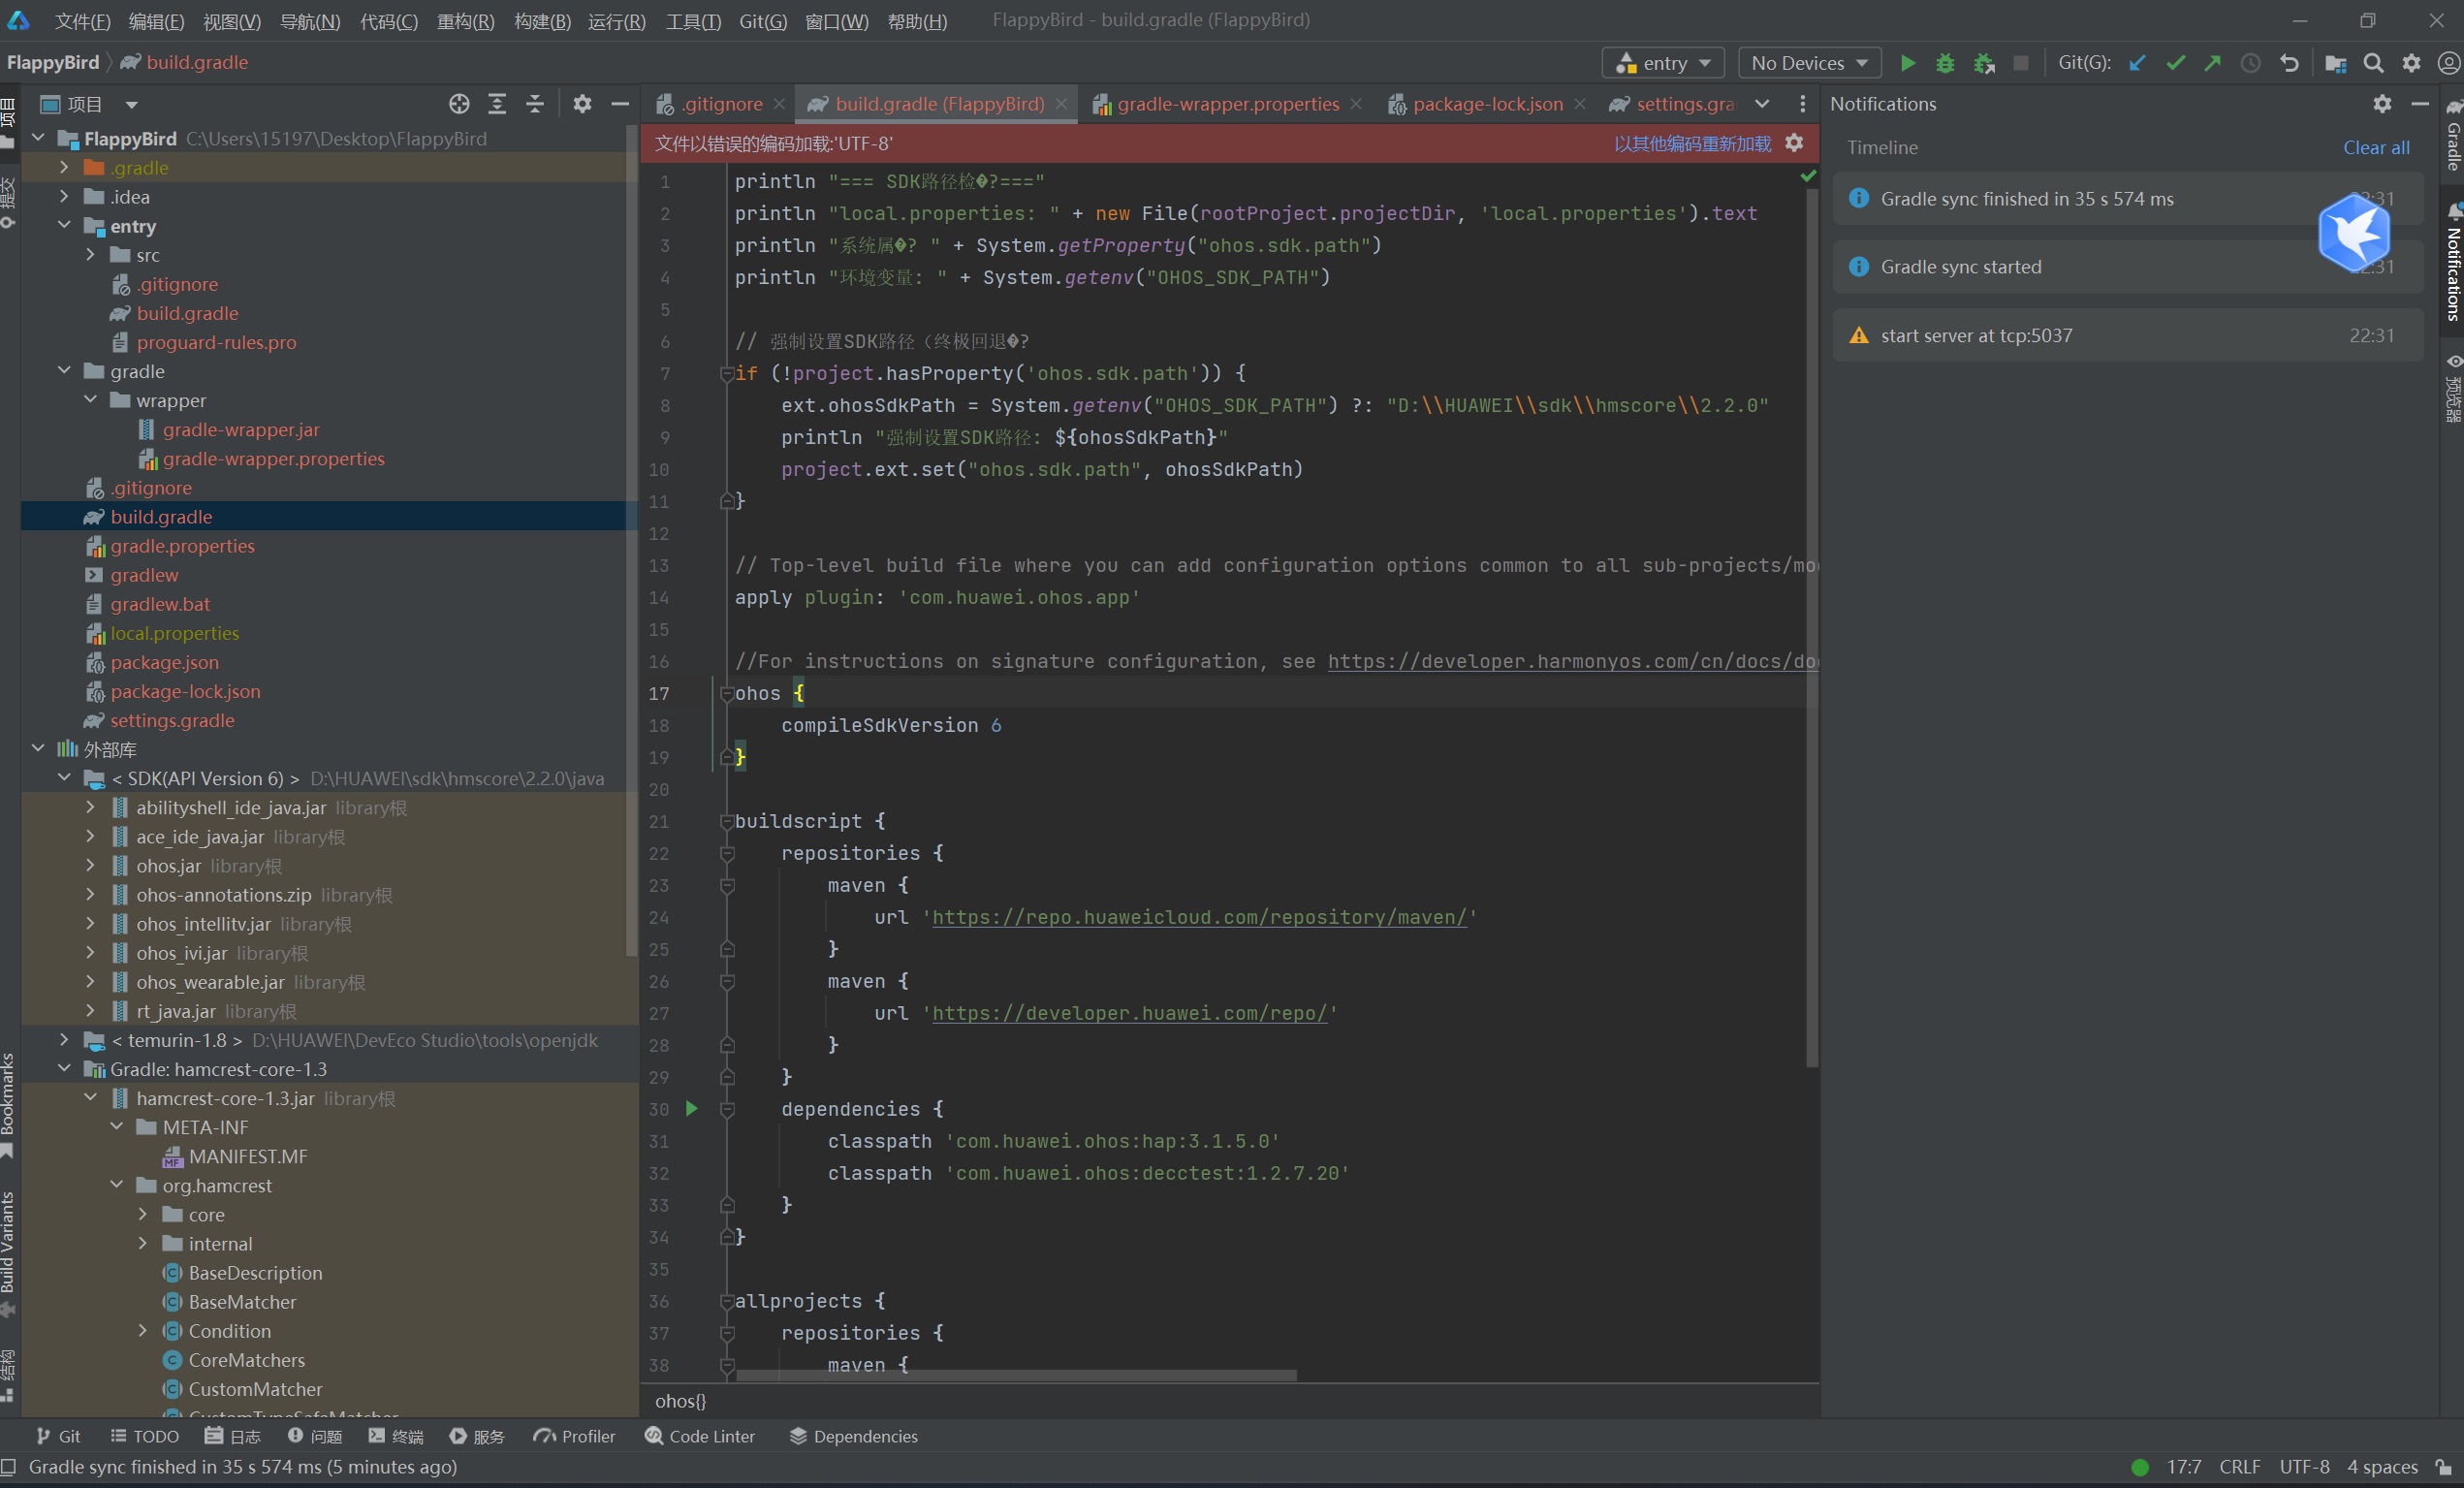 文件(F) 编辑(E) 视图(V) 导航(N) 代码(C) 重构(R) 构建(B) 运行(R) 工具(T) Git(G) 窗口(W) 帮助(H) FlappyBird - build.gradle (FlappyBird)
FlappyBird build.gradle entry No Devices Git(G):
项目
.gitignore build.gradle (FlappyBird) gradle-wrapper.properties package-lock.json settings.gra
Notifications
项目
提交
Bookmarks
Build Variants
结构
FlappyBird C:\Users\15197\Desktop\FlappyBird
.gradle
.idea
entry
src
.gitignore
build.gradle
proguard-rules.pro
gradle
wrapper
gradle-wrapper.jar
gradle-wrapper.properties
.gitignore
build.gradle
gradle.properties
gradlew
gradlew.bat
local.properties
package.json
package-lock.json
settings.gradle
外部库
< SDK(API Version 6) > D:\HUAWEI\sdk\hmscore\2.2.0\java
abilityshell_ide_java.jar library根
ace_ide_java.jar library根
ohos.jar library根
ohos-annotations.zip library根
ohos_intellitv.jar library根
ohos_ivi.jar library根
ohos_wearable.jar library根
rt_java.jar library根
< temurin-1.8 > D:\HUAWEI\DevEco Studio\tools\openjdk
Gradle: hamcrest-core-1.3
hamcrest-core-1.3.jar library根
META-INF
MANIFEST.MF
org.hamcrest
core
internal
BaseDescription
BaseMatcher
Condition
CoreMatchers
CustomMatcher
CustomTypeSafeMatcher
文件以错误的编码加载:'UTF-8' 以其他编码重新加载
1 println "=== SDK路径检�?==="
2 println "local.properties: " + new File(rootProject.projectDir, 'local.properties').text
3 println "系统属�? " + System.getProperty("ohos.sdk.path")
4 println "环境变量: " + System.getenv("OHOS_SDK_PATH")
5
6 // 强制设置SDK路径（终极回退�?
7 if (!project.hasProperty('ohos.sdk.path')) {
8 ext.ohosSdkPath = System.getenv("OHOS_SDK_PATH") ?: "D:\\HUAWEI\\sdk\\hmscore\\2.2.0"
9 println "强制设置SDK路径: ${ohosSdkPath}"
10 project.ext.set("ohos.sdk.path", ohosSdkPath)
11 }
12
13 // Top-level build file where you can add configuration options common to all sub-projects/mo
14 apply plugin: 'com.huawei.ohos.app'
15
16 //For instructions on signature configuration, see https://developer.harmonyos.com/cn/docs/do
17 ohos {
18 compileSdkVersion 6
19 }
20
21 buildscript {
22 repositories {
23 maven {
24 url 'https://repo.huaweicloud.com/repository/maven/'
25 }
26 maven {
27 url 'https://developer.huawei.com/repo/'
28 }
29 }
30 dependencies {
31 classpath 'com.huawei.ohos:hap:3.1.5.0'
32 classpath 'com.huawei.ohos:decctest:1.2.7.20'
33 }
34 }
35
36 allprojects {
37 repositories {
38 maven {
ohos{}
Timeline Clear all
Gradle sync finished in 35 s 574 ms
Gradle sync started
start server at tcp:5037 22:31
Gradle
Notifications
预览器
Git TODO 日志 问题 终端 服务 Profiler Code Linter Dependencies
Gradle sync finished in 35 s 574 ms (5 minutes ago) 17:7 CRLF UTF-8 4 spaces